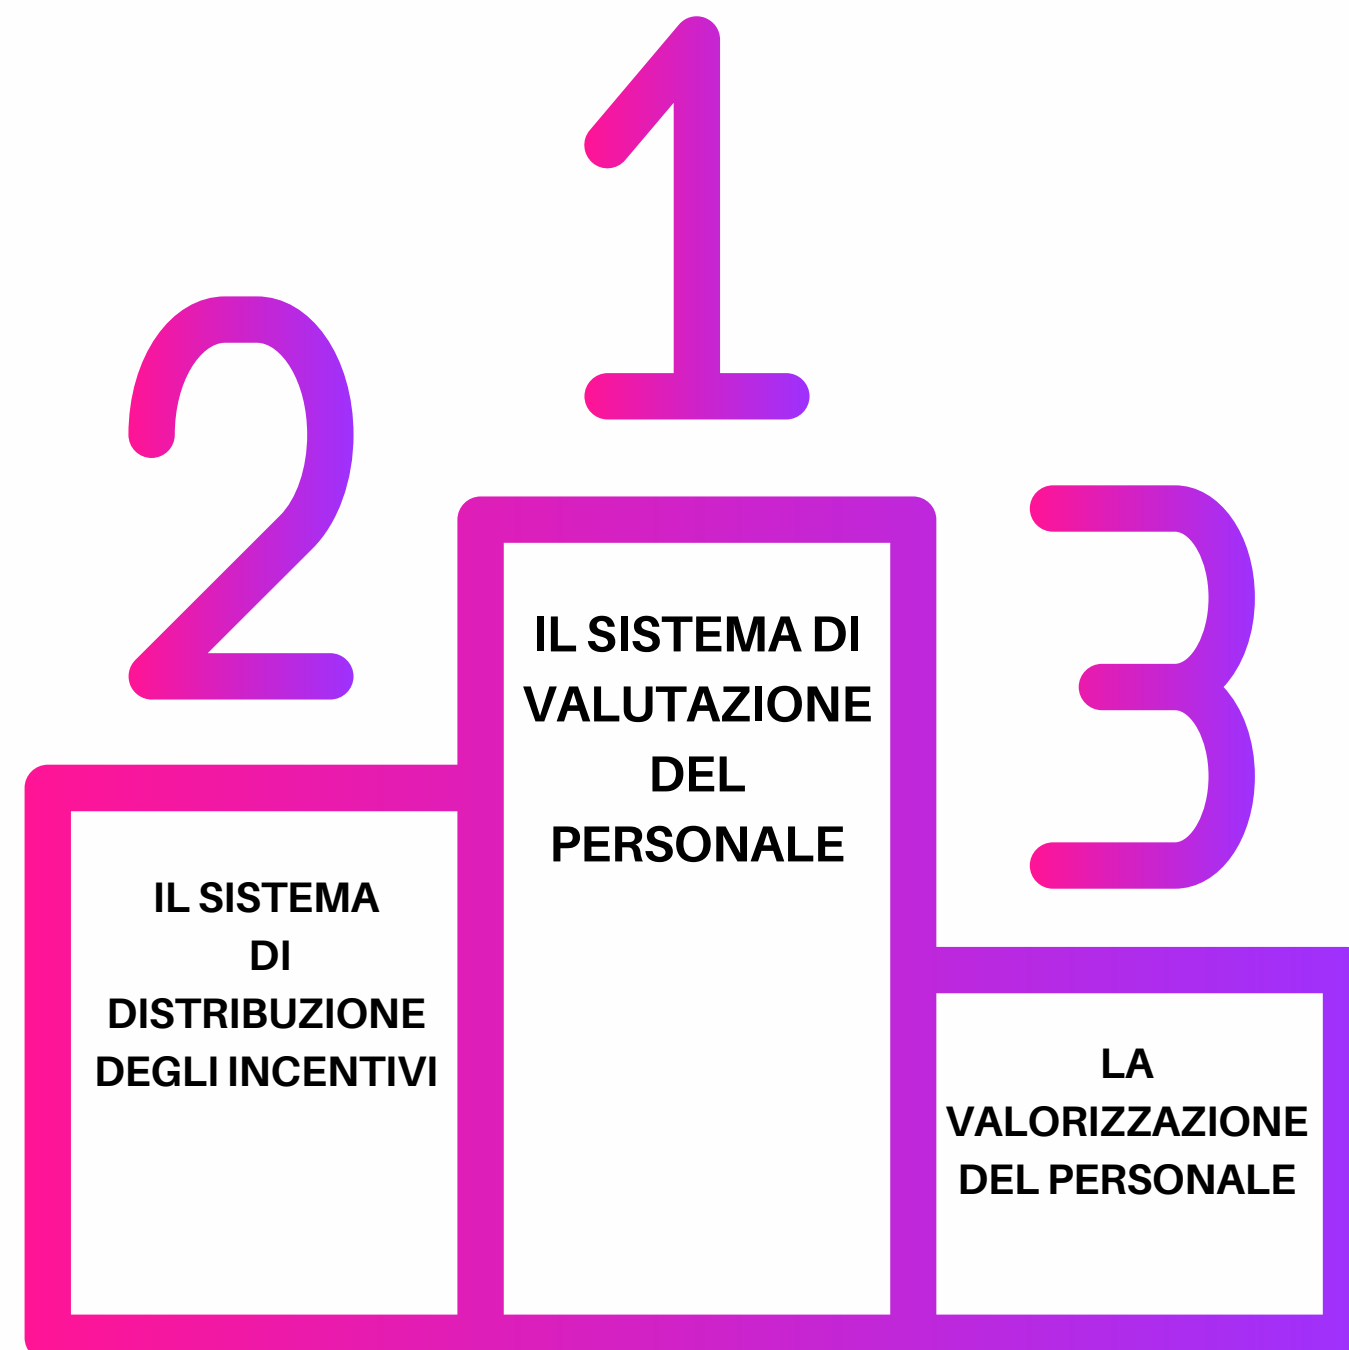 1
IL SISTEMA DI
VALUTAZIONE
DEL
PERSONALE
2
IL SISTEMA
DI
DISTRIBUZIONE
DEGLI INCENTIVI
3
LA
VALORIZZAZIONE
DEL PERSONALE